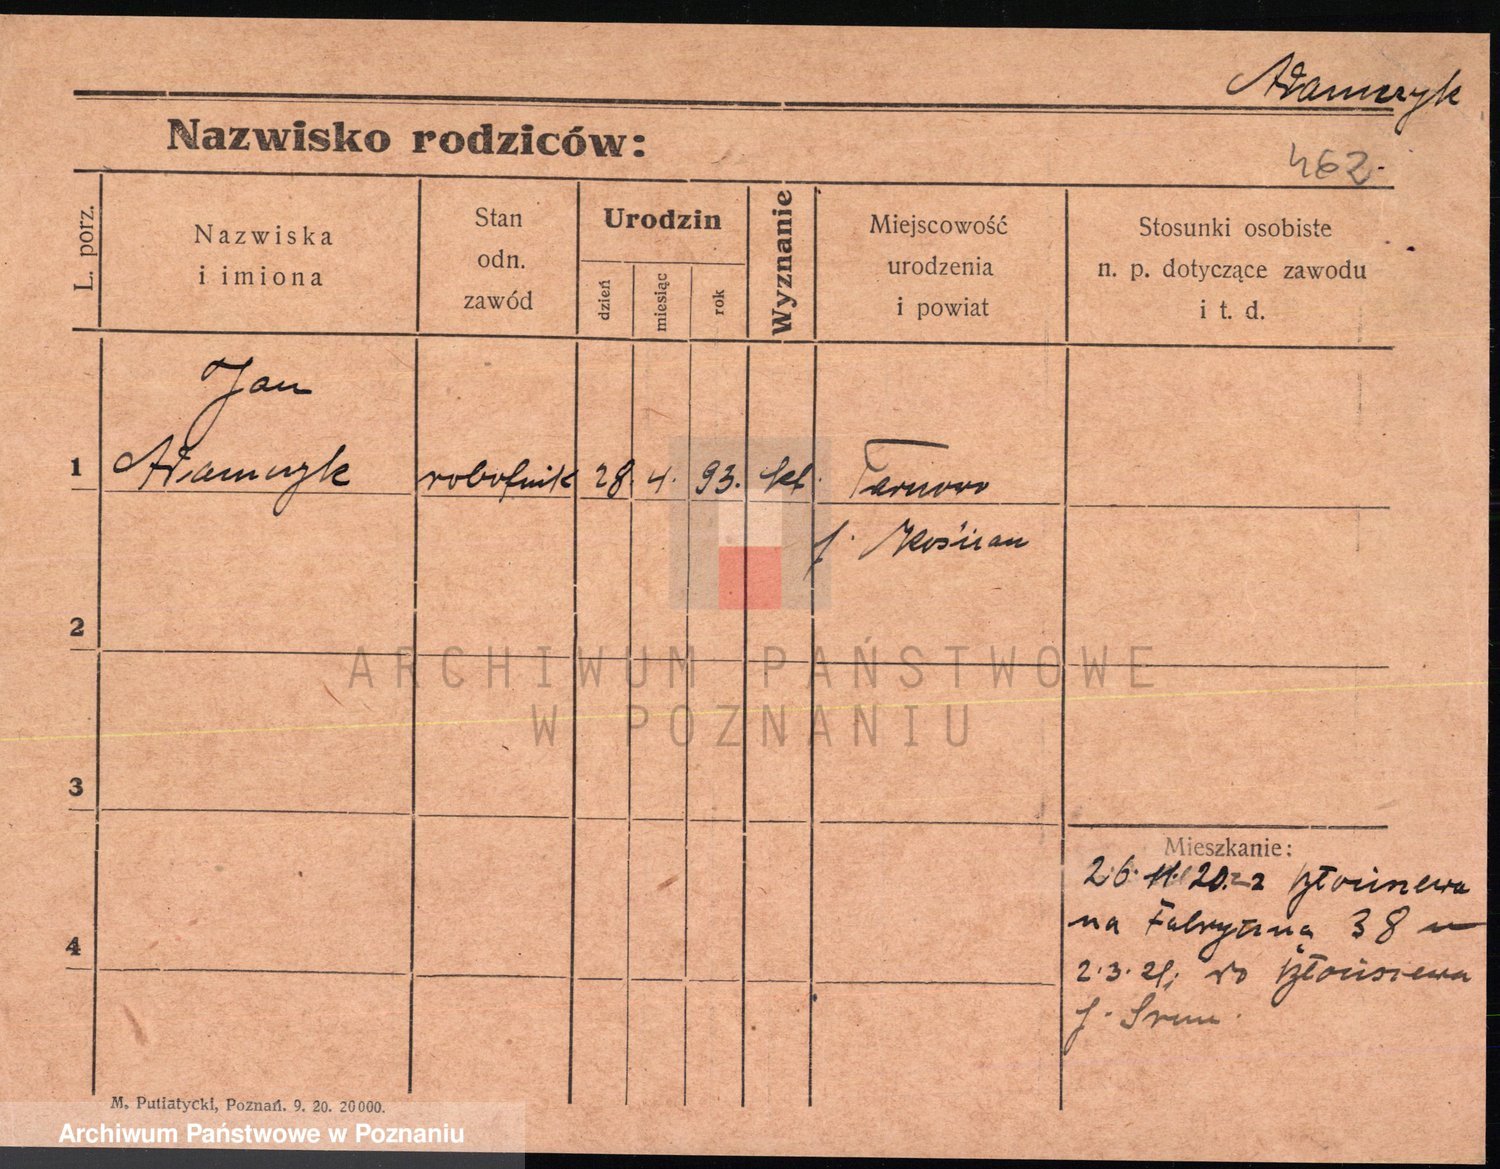 Adamczyk
Nazwisko rodziców:
462.
L. porz.
Nazwiska
i imiona
Stan
odn.
zawód
Urodzin
dzień
miesiąc
rok
Wyznanie
Miejscowość
urodzenia
i powiat
Stosunki osobiste
n. p. dotyczące zawodu
i t. d.
Jan
1 Adamczyk robotnik 28. 4. 93. kat. Tarnowo
p. Kościan
2
ARCHIWUM PAŃSTWOWE
W POZNANIU
3
Mieszkanie:
26. 11. 20. z
na Fabryczna 38
2.3.21, do
p. Śrem.
4
M. Putiatycki, Poznań. 9. 20. 20000.
Archiwum Państwowe w Poznaniu